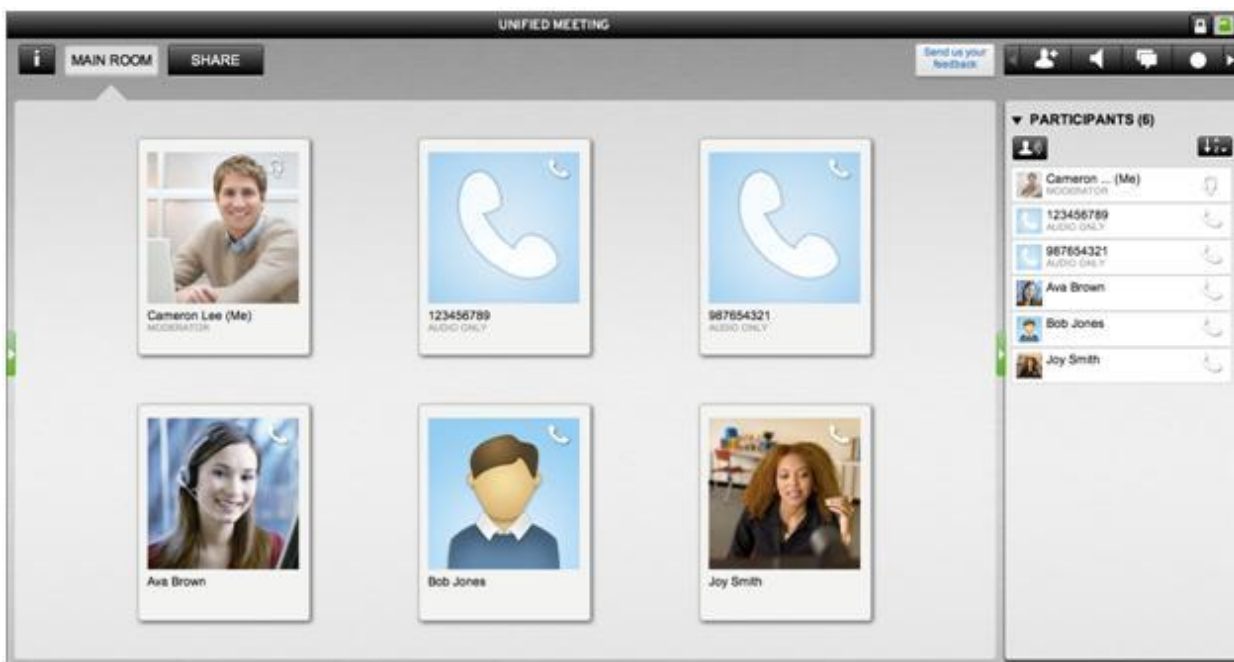 UNIFIED MEETING
i
MAIN ROOM
SHARE
Send us your
feedback
PARTICIPANTS (6)
Cameron Lee (Me)
MODERATOR
123456789
AUDIO ONLY
987654321
AUDIO ONLY
Ava Brown
Bob Jones
Joy Smith
Cameron ... (Me)
MODERATOR
123456789
AUDIO ONLY
987654321
AUDIO ONLY
Ava Brown
Bob Jones
Joy Smith